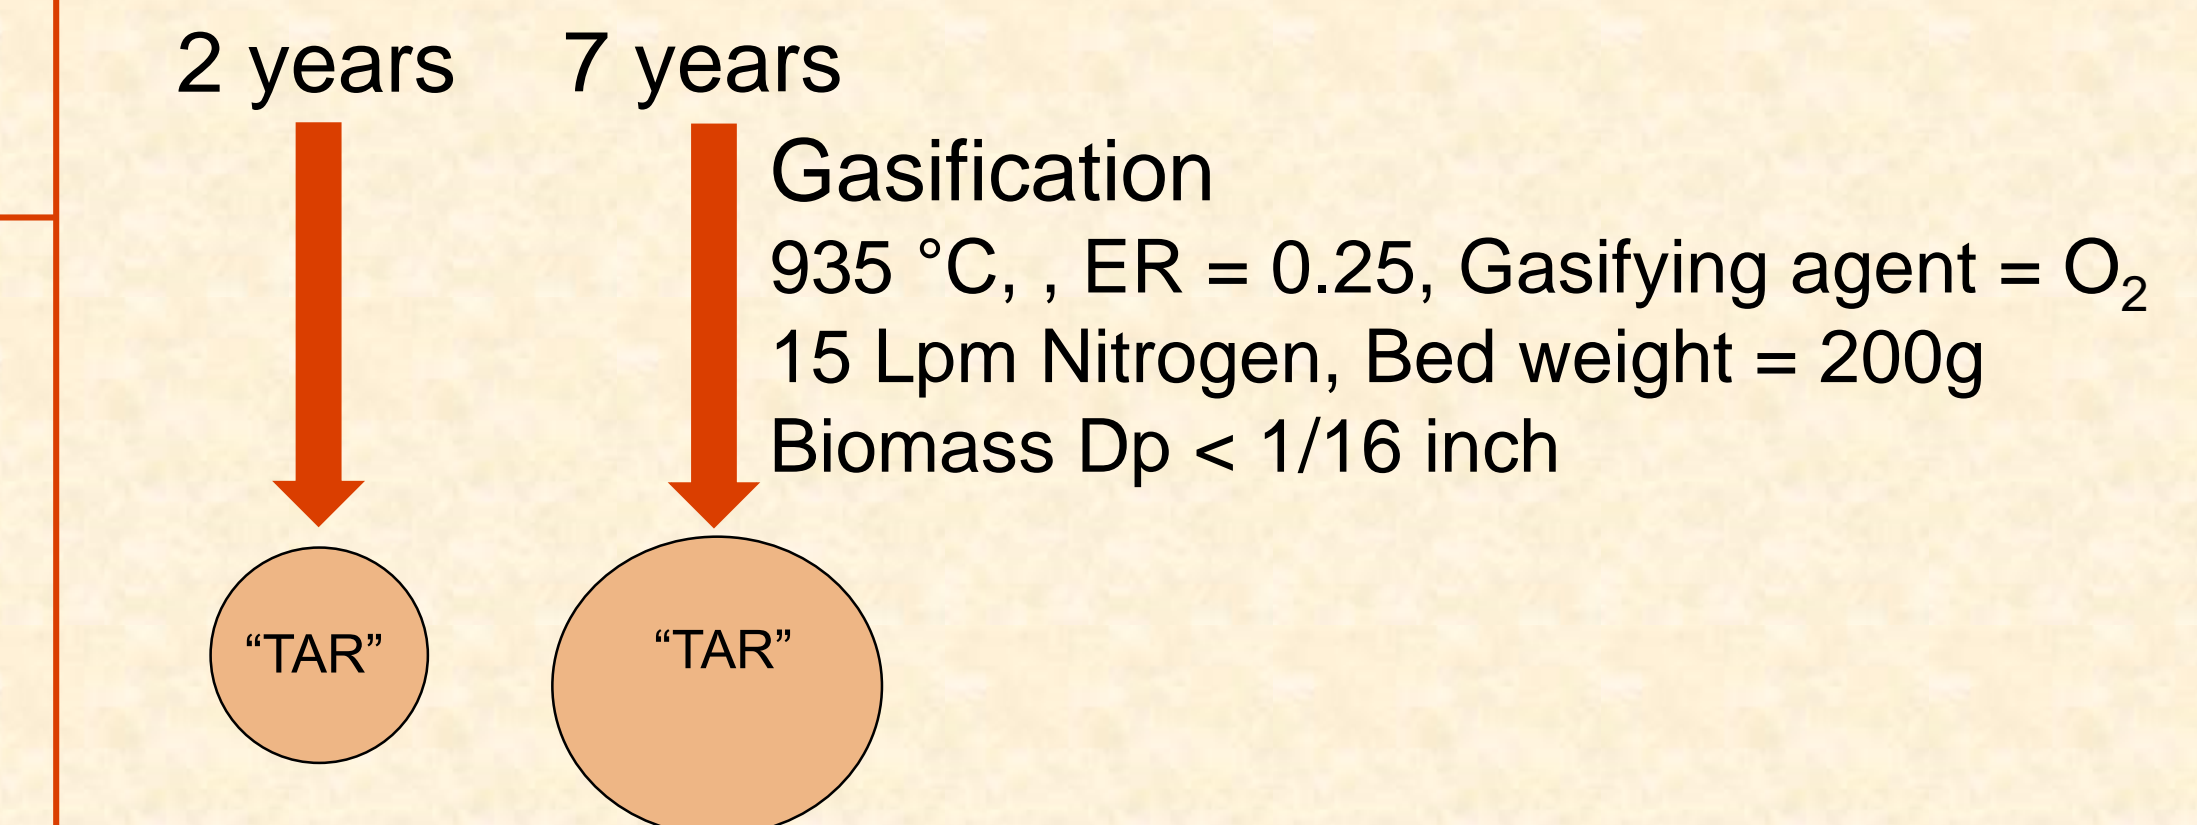 2 years 7 years
Gasification
935 °C, , ER = 0.25, Gasifying agent = O₂
15 Lpm Nitrogen, Bed weight = 200g
Biomass Dp < 1/16 inch
“TAR” “TAR”